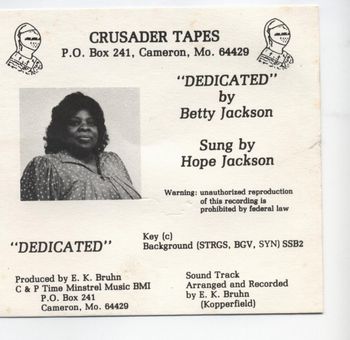 CRUSADER TAPES
P.O. Box 241, Cameron, Mo. 64429
"DEDICATED"
by
Betty Jackson
Sung by
Hope Jackson
Warning: unauthorized reproduction
of this recording is
prohibited by federal law
Key (c)
Background (STRGS, BGV, SYN) SSB2
"DEDICATED"
Produced by E. K. Bruhn
C & P Time Minstrel Music BMI
P.O. Box 241
Cameron, Mo. 64429
Sound Track
Arranged and Recorded
by E. K. Bruhn
(Kopperfield)